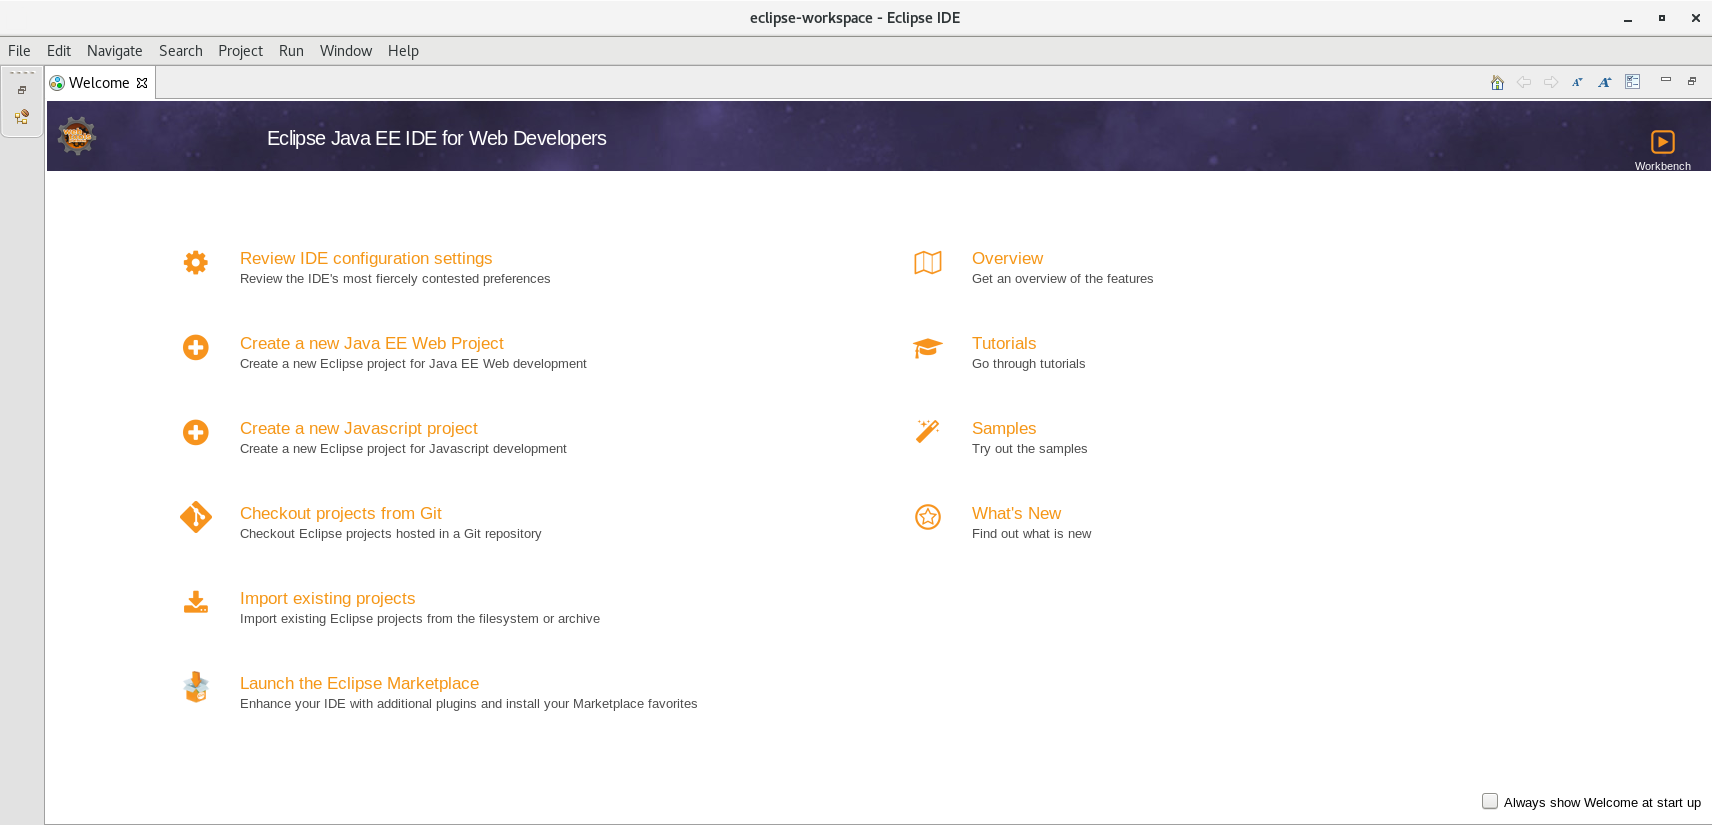 eclipse-workspace - Eclipse IDE
File Edit Navigate Search Project Run Window Help
Welcome
Eclipse Java EE IDE for Web Developers
Workbench
Review IDE configuration settings
Review the IDE's most fiercely contested preferences
Create a new Java EE Web Project
Create a new Eclipse project for Java EE Web development
Create a new Javascript project
Create a new Eclipse project for Javascript development
Checkout projects from Git
Checkout Eclipse projects hosted in a Git repository
Import existing projects
Import existing Eclipse projects from the filesystem or archive
Launch the Eclipse Marketplace
Enhance your IDE with additional plugins and install your Marketplace favorites
Overview
Get an overview of the features
Tutorials
Go through tutorials
Samples
Try out the samples
What's New
Find out what is new
Always show Welcome at start up